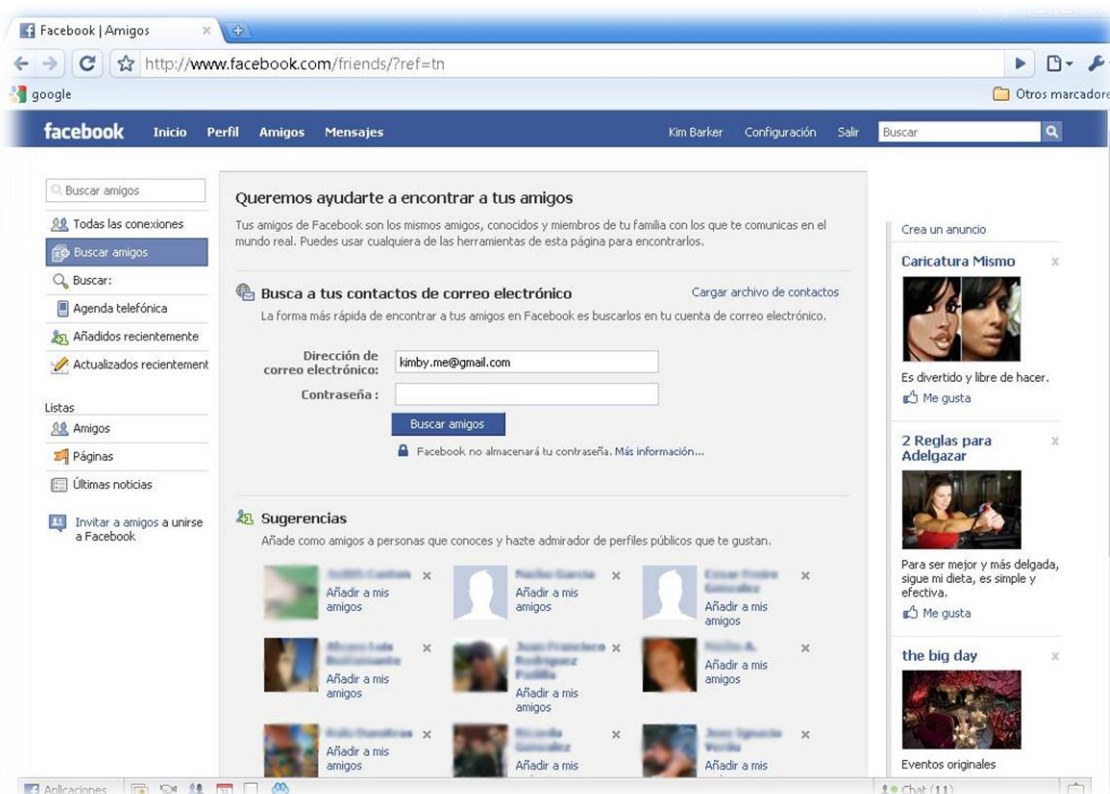 Facebook | Amigos
http://www.facebook.com/friends/?ref=tn
google
Otros marcadore
facebook Inicio Perfil Amigos Mensajes Kim Barker Configuración Salir Buscar
Buscar amigos
Todas las conexiones
Buscar amigos
Buscar:
Agenda telefónica
Añadidos recientemente
Actualizados recientement
Listas
Amigos
Páginas
Últimas noticias
Invitar a amigos a unirse
a Facebook
Queremos ayudarte a encontrar a tus amigos
Tus amigos de Facebook son los mismos amigos, conocidos y miembros de tu familia con los que te comunicas en el
mundo real. Puedes usar cualquiera de las herramientas de esta página para encontrarlos.
Busca a tus contactos de correo electrónico
Cargar archivo de contactos
La forma más rápida de encontrar a tus amigos en Facebook es buscarlos en tu cuenta de correo electrónico.
Dirección de
correo electrónico:
kimby.me@gmail.com
Contraseña :
Buscar amigos
Facebook no almacenará tu contraseña. Más información...
Sugerencias
Añade como amigos a personas que conoces y hazte admirador de perfiles públicos que te gustan.
Añadir a mis
amigos
Añadir a mis
amigos
Añadir a mis
amigos
Añadir a mis
amigos
Añadir a mis
amigos
Añadir a mis
amigos
Añadir a mis
amigos
Añadir a mis
Añadir a mis
Crea un anuncio
Caricatura Mismo
Es divertido y libre de hacer.
Me gusta
2 Reglas para
Adelgazar
Para ser mejor y más delgada,
sigue mi dieta, es simple y
efectiva.
Me gusta
the big day
Eventos originales
Aplicaciones
Chat (11)